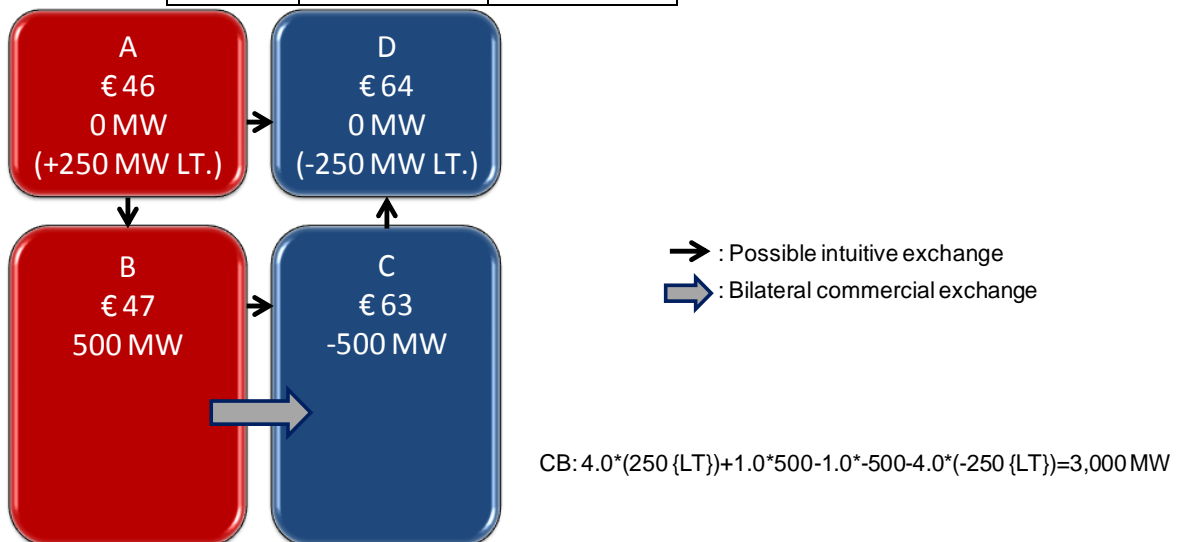 A
€ 46
0 MW
(+250 MW LT.)
D
€ 64
0 MW
(-250 MW LT.)
B
€ 47
500 MW
C
€ 63
-500 MW
: Possible intuitive exchange
: Bilateral commercial exchange
CB: 4.0*(250 {LT})+1.0*500-1.0*-500-4.0*(-250 {LT})=3,000 MW